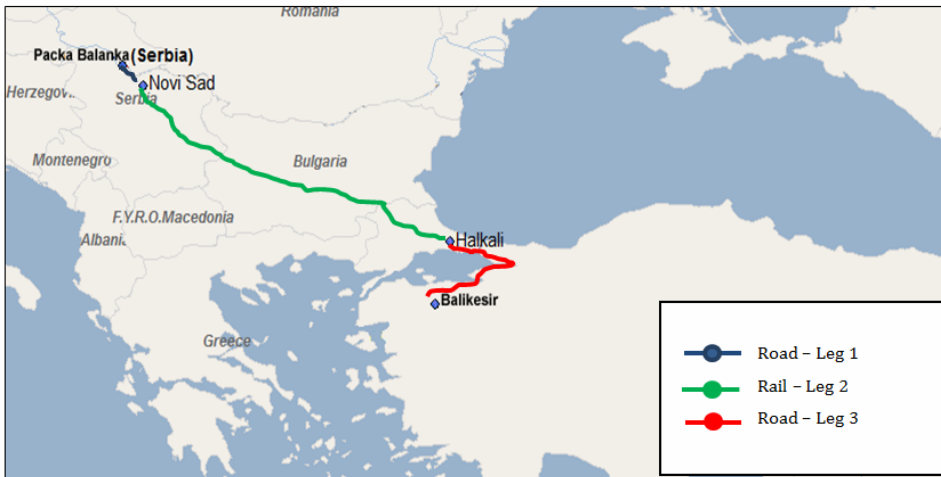 Romania
Packa Balanka(Serbia)
Novi Sad
Herzegovi
Serbia
Montenegro
Bulgaria
F.Y.R.O.Macedonia
Albani
Halkali
Balikesir
Greece
Road – Leg 1
Rail – Leg 2
Road – Leg 3